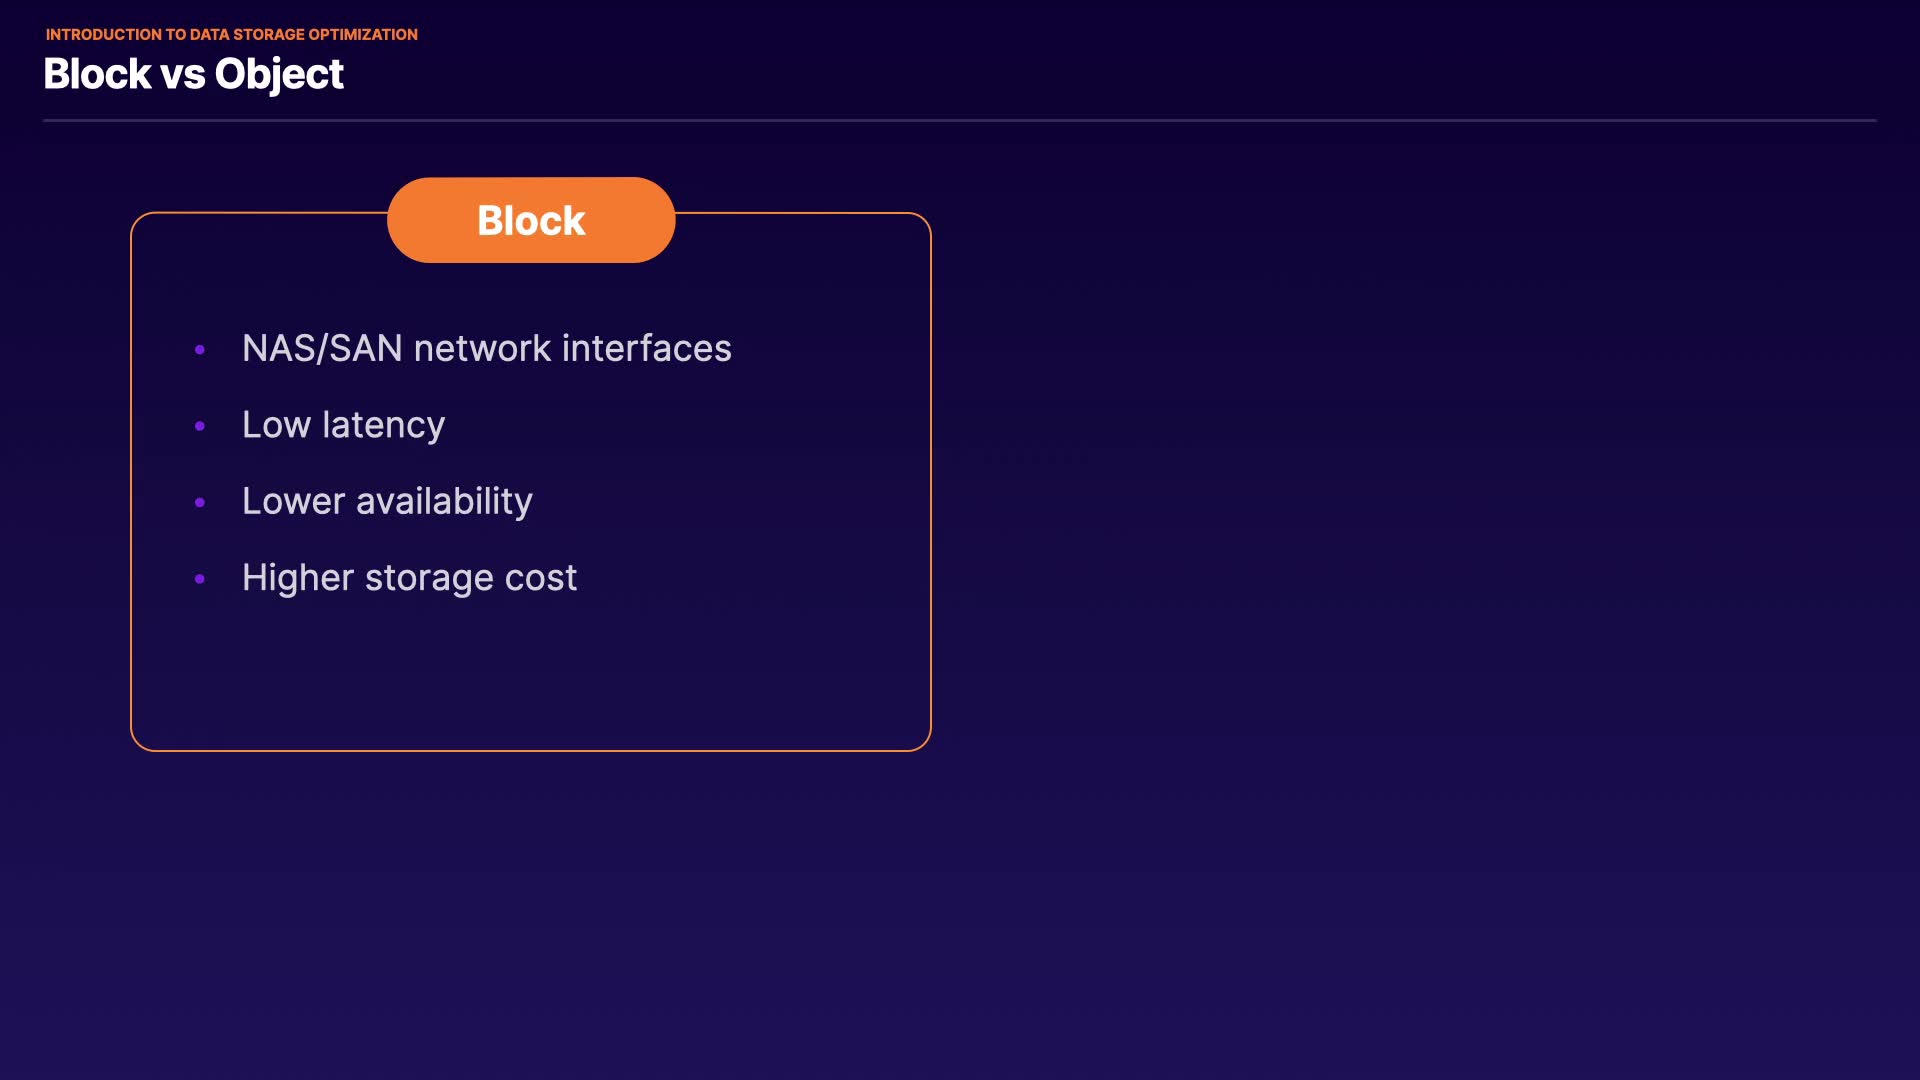 INTRODUCTION TO DATA STORAGE OPTIMIZATION
Block vs Object
Block
• NAS/SAN network interfaces
• Low latency
• Lower availability
• Higher storage cost